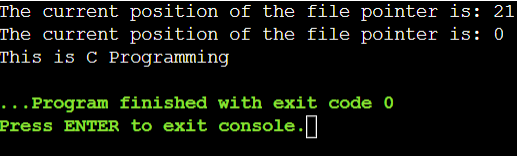 The current position of the file pointer is: 21
The current position of the file pointer is: 0
This is C Programming
...Program finished with exit code 0
Press ENTER to exit console.